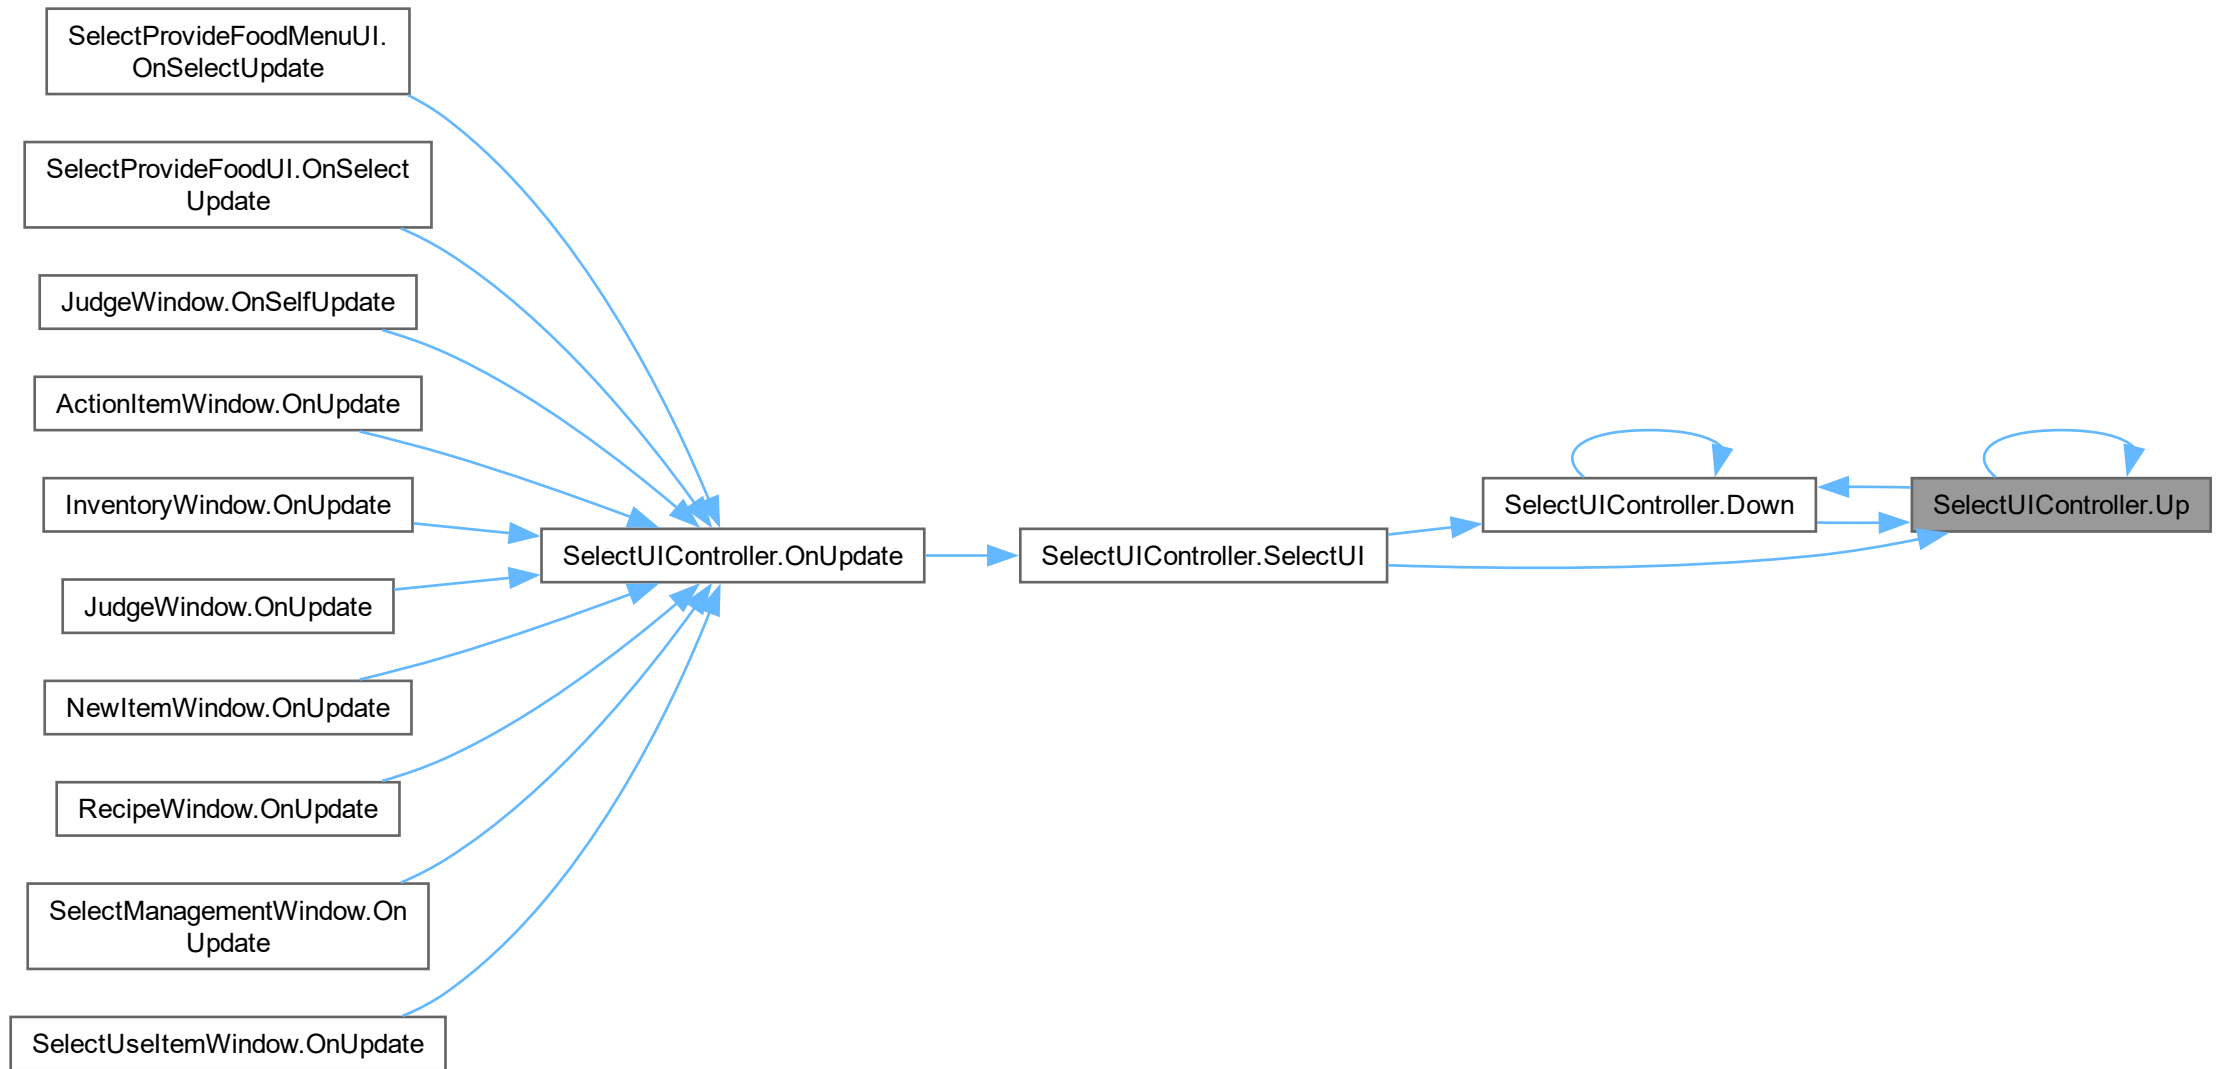 SelectProvideFoodMenuUI.
OnSelectUpdate
SelectProvideFoodUI.OnSelect
Update
JudgeWindow.OnSelfUpdate
ActionItemWindow.OnUpdate
InventoryWindow.OnUpdate
JudgeWindow.OnUpdate
NewItemWindow.OnUpdate
RecipeWindow.OnUpdate
SelectManagementWindow.On
Update
SelectUseItemWindow.OnUpdate
SelectUIController.OnUpdate
SelectUIController.SelectUI
SelectUIController.Down
SelectUIController.Up